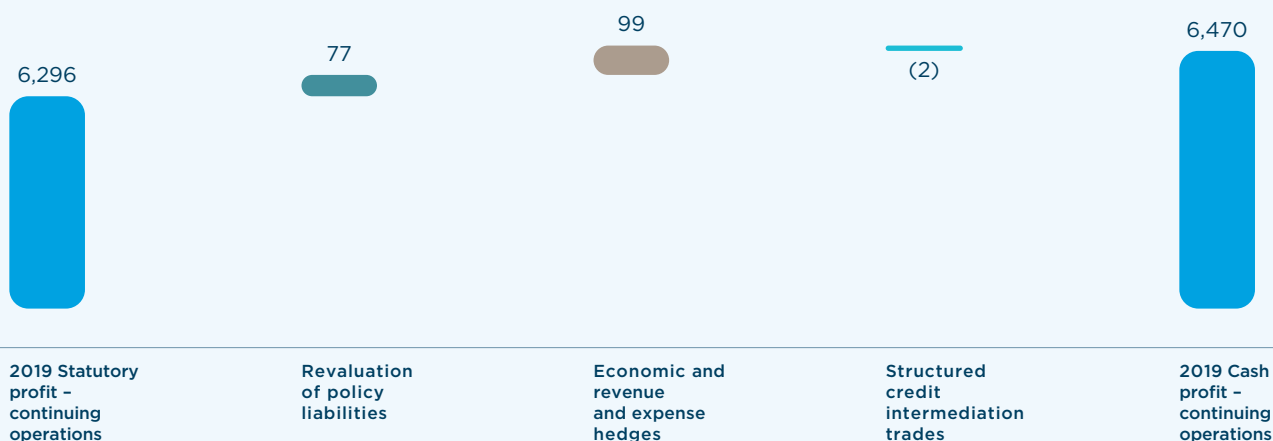 6,296
77
99
(2)
6,470
2019 Statutory
profit –
continuing
operations
Revaluation
of policy
liabilities
Economic and
revenue
and expense
hedges
Structured
credit
intermediation
trades
2019 Cash
profit –
continuing
operations